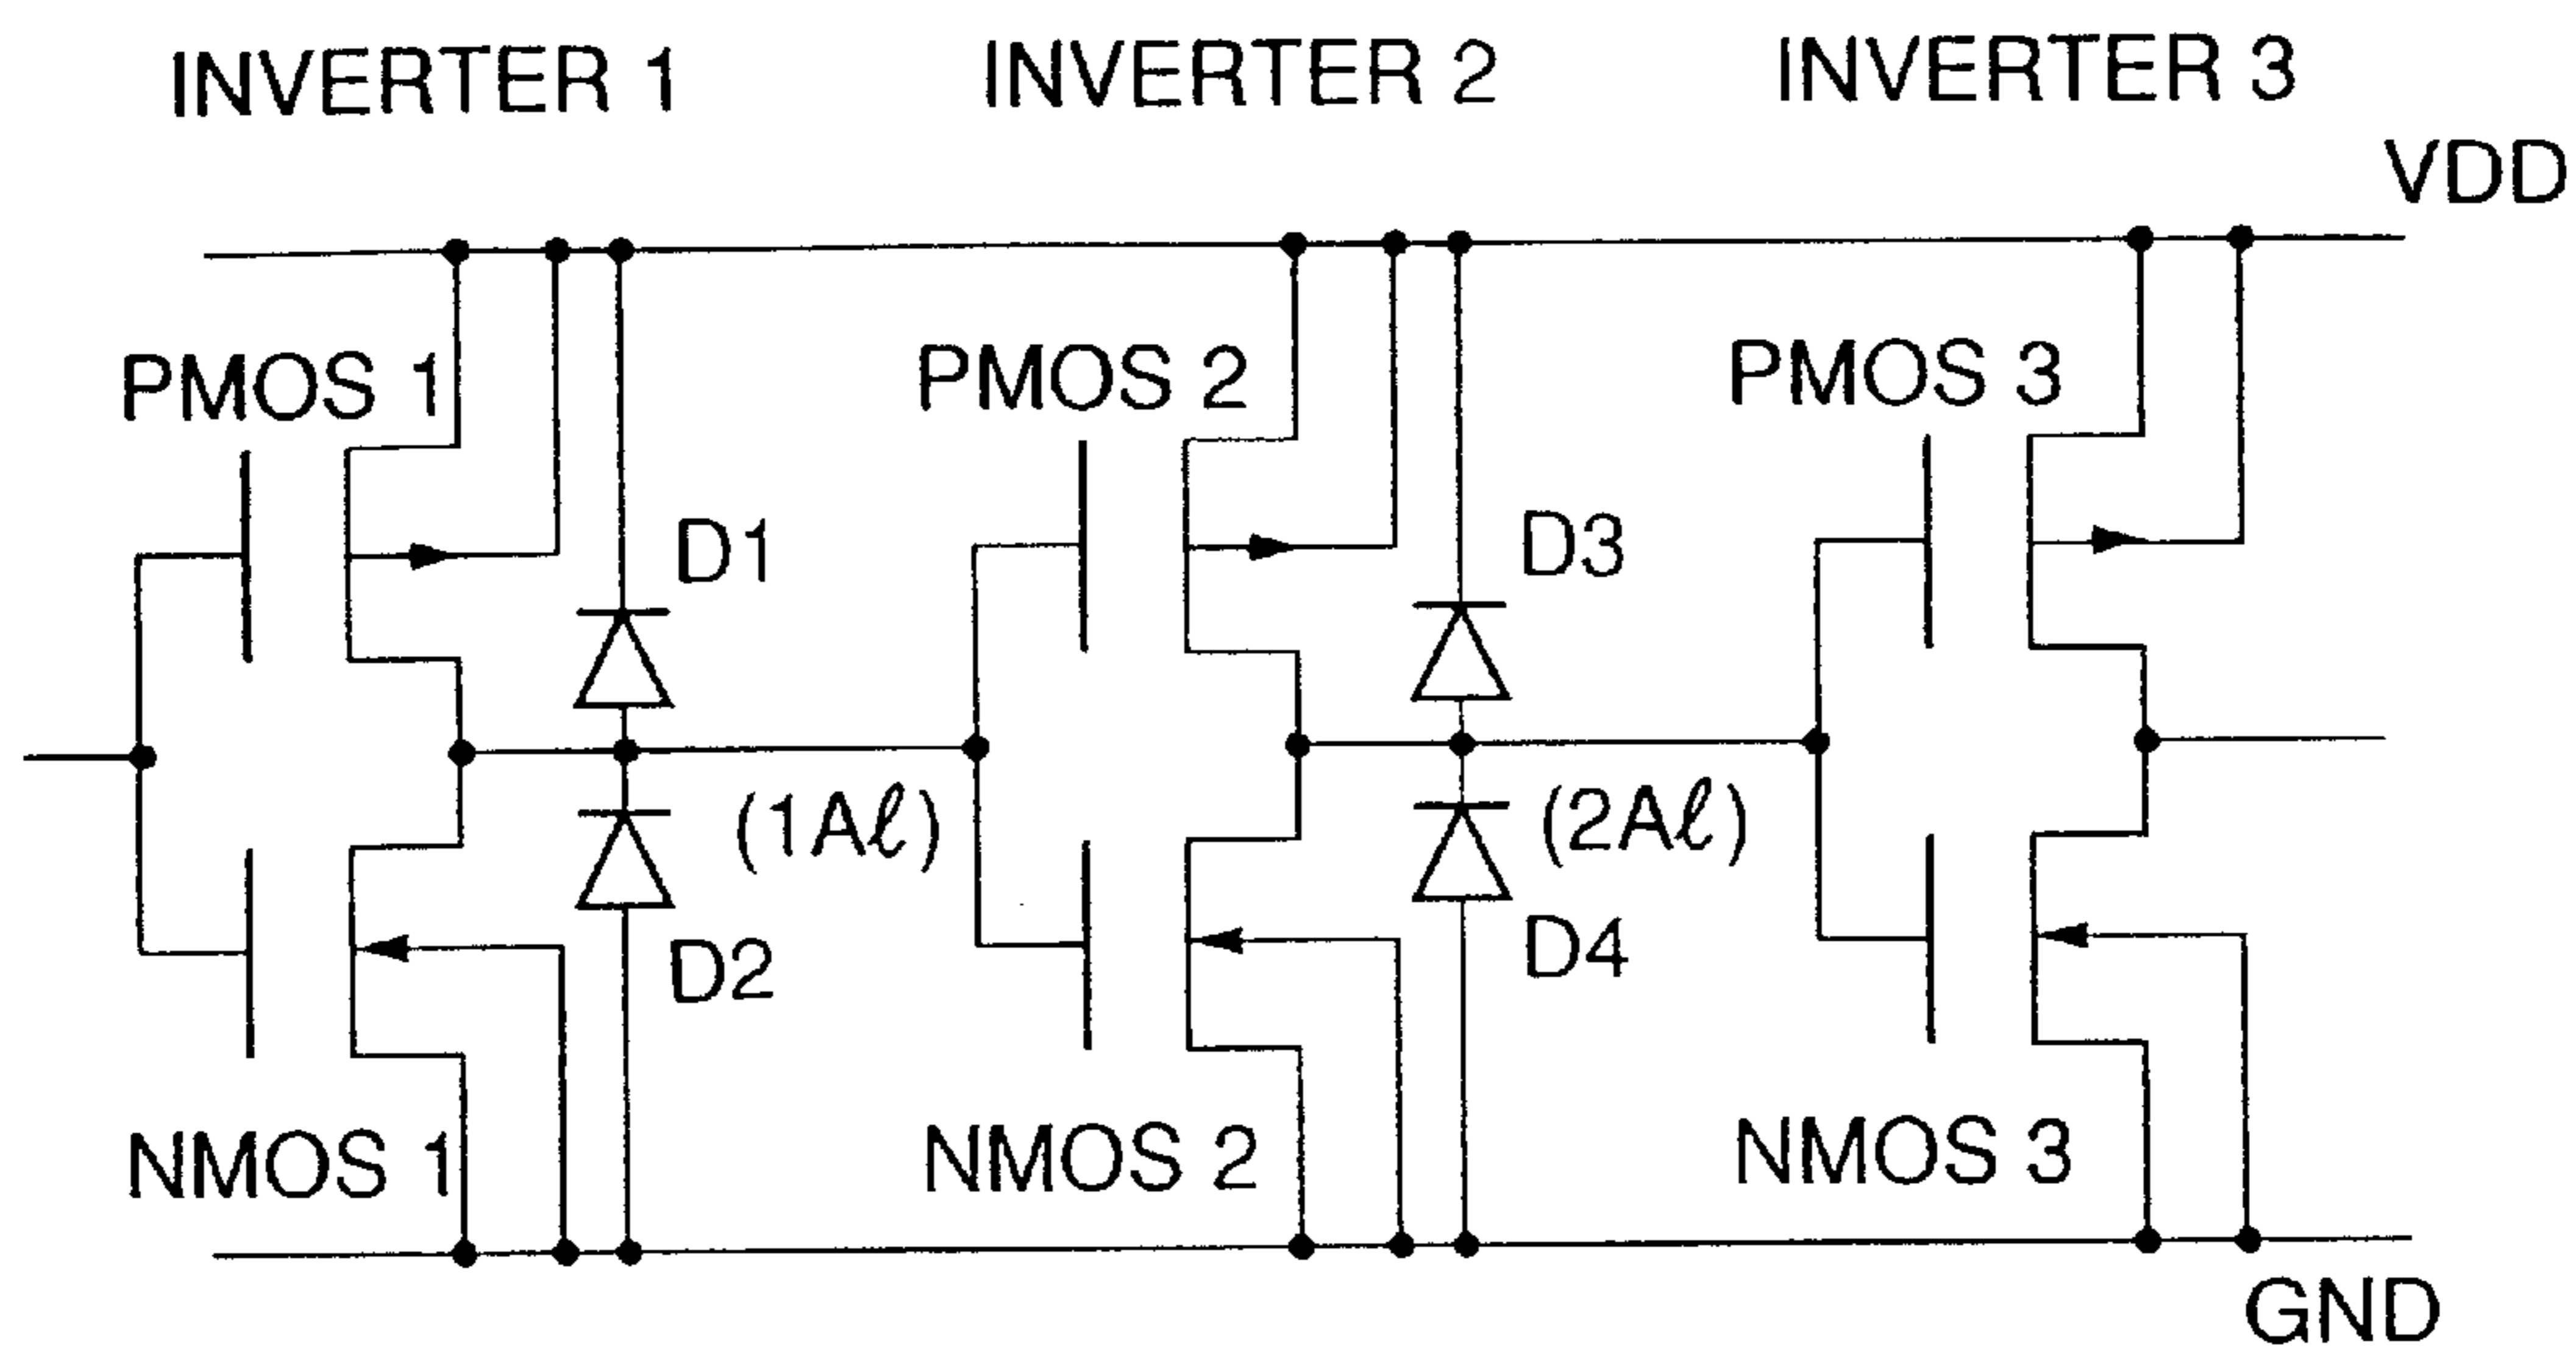 INVERTER 1 INVERTER 2 INVERTER 3
VDD
PMOS 1 PMOS 2 PMOS 3
D1 D3
(1Aℓ) (2Aℓ)
D2 D4
NMOS 1 NMOS 2 NMOS 3
GND